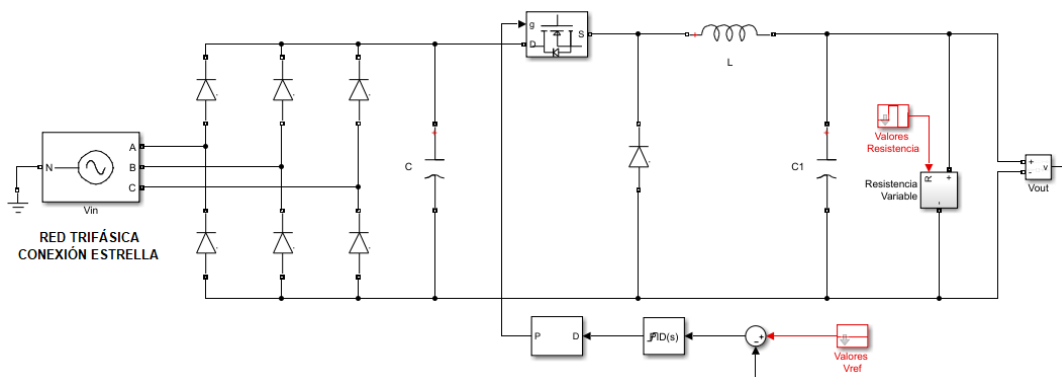 g
D
S
+
L
A
B
C
N
Vin
RED TRIFÁSICA
CONEXIÓN ESTRELLA
+
C
+
C1
Valores
Resistencia
R
+
-
Resistencia
Variable
+
-
v
Vout
P
D
PID(s)
+
-
Valores
Vref